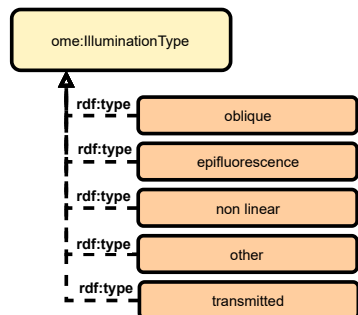 ome:IlluminationType
rdf:type
oblique
rdf:type
epifluorescence
rdf:type
non linear
rdf:type
other
rdf:type
transmitted